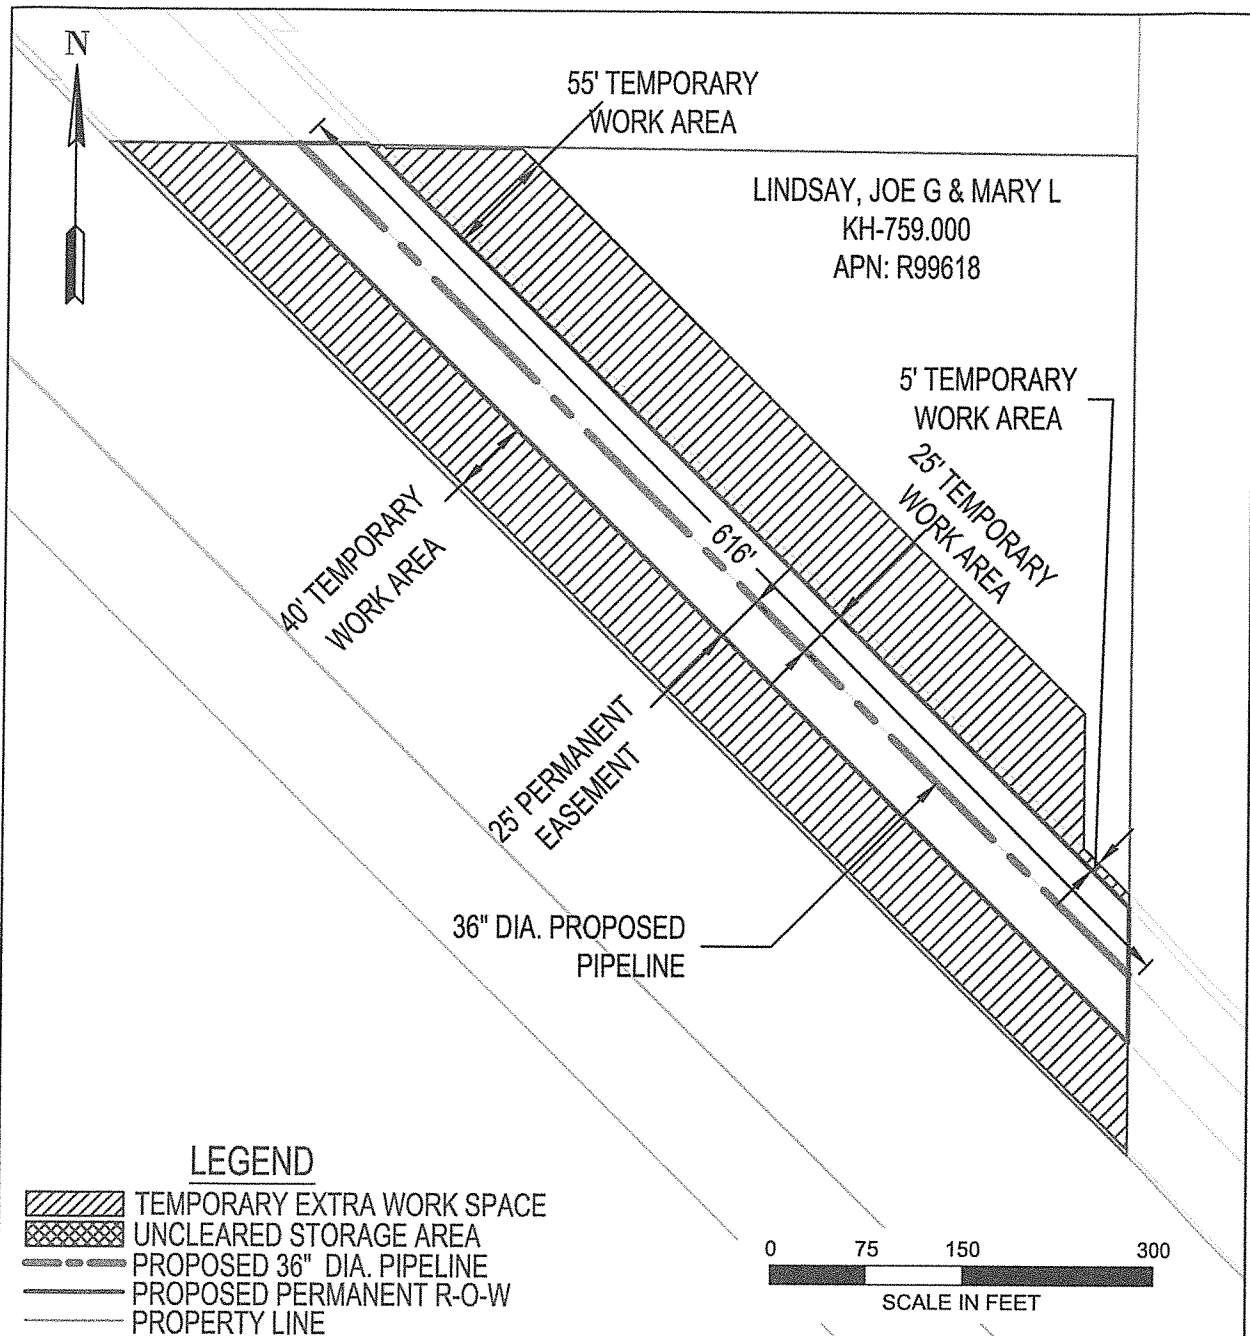 N
55' TEMPORARY
WORK AREA
LINDSAY, JOE G & MARY L
KH-759.000
APN: R99618
5' TEMPORARY
WORK AREA
25' TEMPORARY
WORK AREA
616'
40' TEMPORARY
WORK AREA
25' PERMANENT
EASEMENT
36" DIA. PROPOSED
PIPELINE
LEGEND
TEMPORARY EXTRA WORK SPACE
UNCLEARED STORAGE AREA
PROPOSED 36" DIA. PIPELINE
PROPOSED PERMANENT R-O-W
PROPERTY LINE
0 75 150 300
SCALE IN FEET